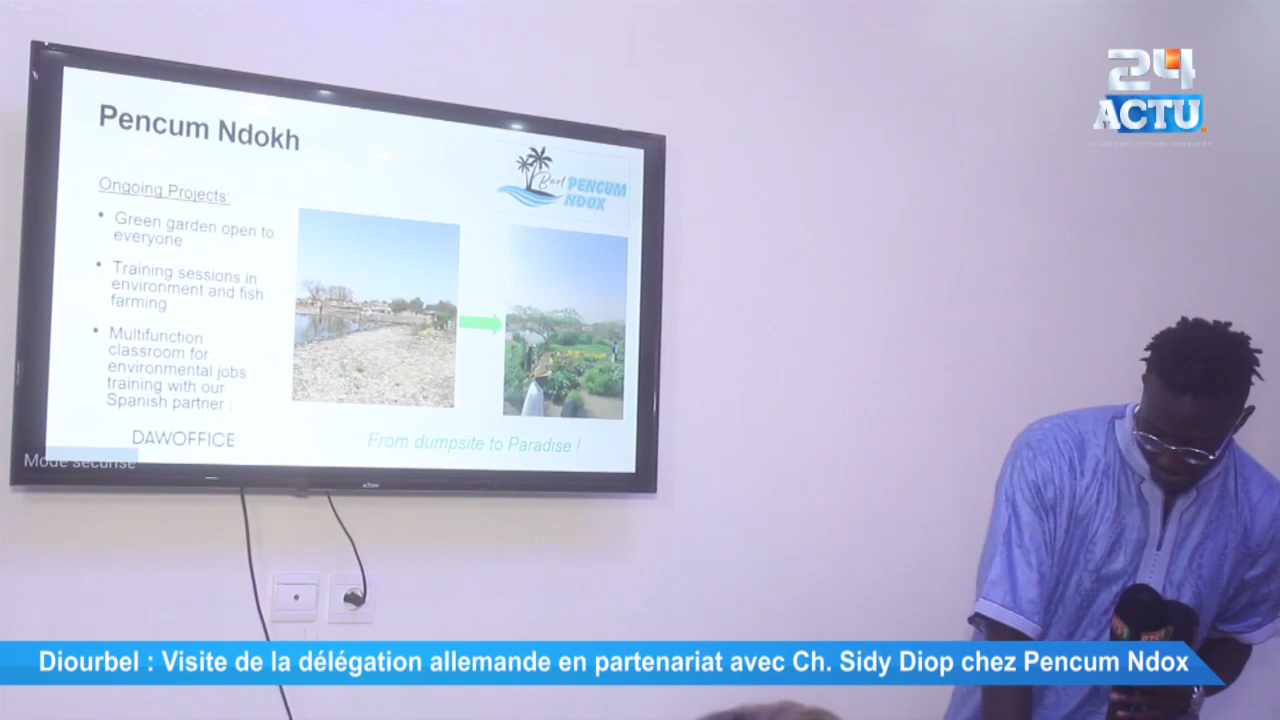 24
ACTU
Pencum Ndokh
Barl PENCUM
NDOX
Ongoing Projects:
• Green garden open to
everyone
• Training sessions in
environment and fish
farming
• Multifunction
classroom for
environmental jobs
training with our
Spanish partner :
DAWOFFICE
From dumpsite to Paradise !
Mode sécurisé
Diourbel : Visite de la délégation allemande en partenariat avec Ch. Sidy Diop chez Pencum Ndox